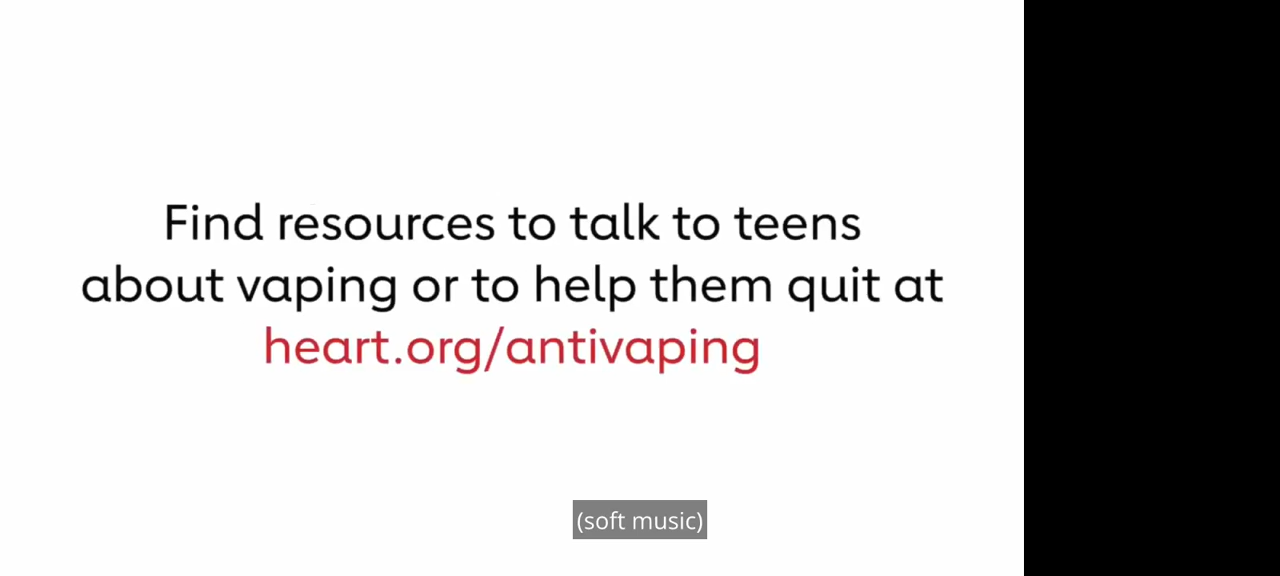 Find resources to talk to teens
about vaping or to help them quit at
heart.org/antivaping
(soft music)